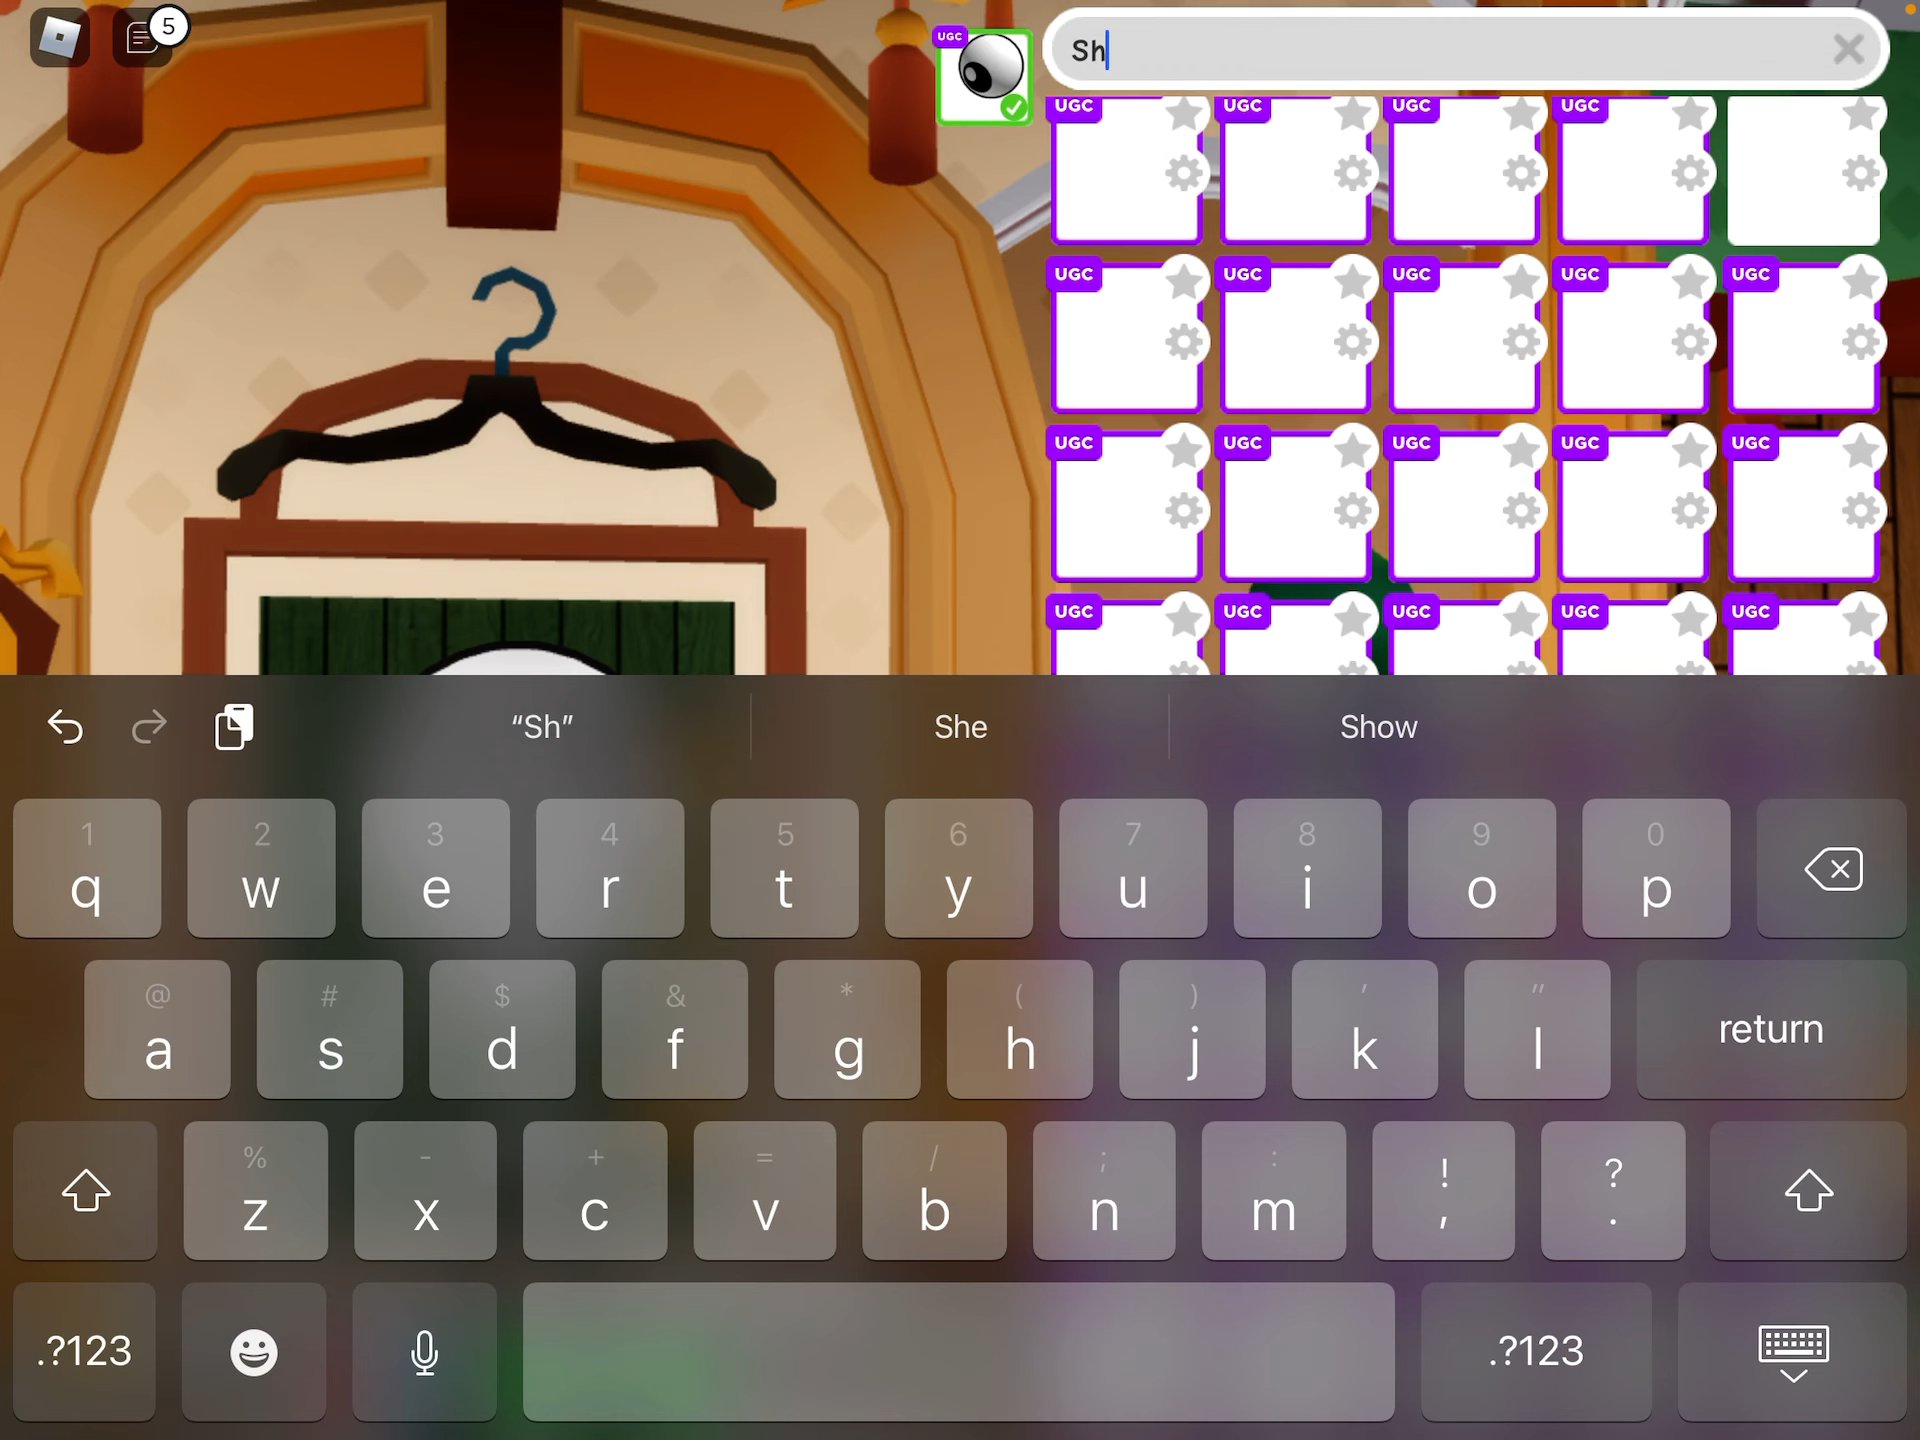 5
UGC
Sh
UGC UGC UGC UGC
UGC UGC UGC UGC UGC
UGC UGC UGC UGC UGC
UGC UGC UGC UGC UGC
“Sh” She Show
1 2 3 4 5 6 7 8 9 0
q w e r t y u i o p
@ # $ & * ( ) ' "
a s d f g h j k l return
% - + = / ; : ! ?
z x c v b n m , .
.?123 .?123